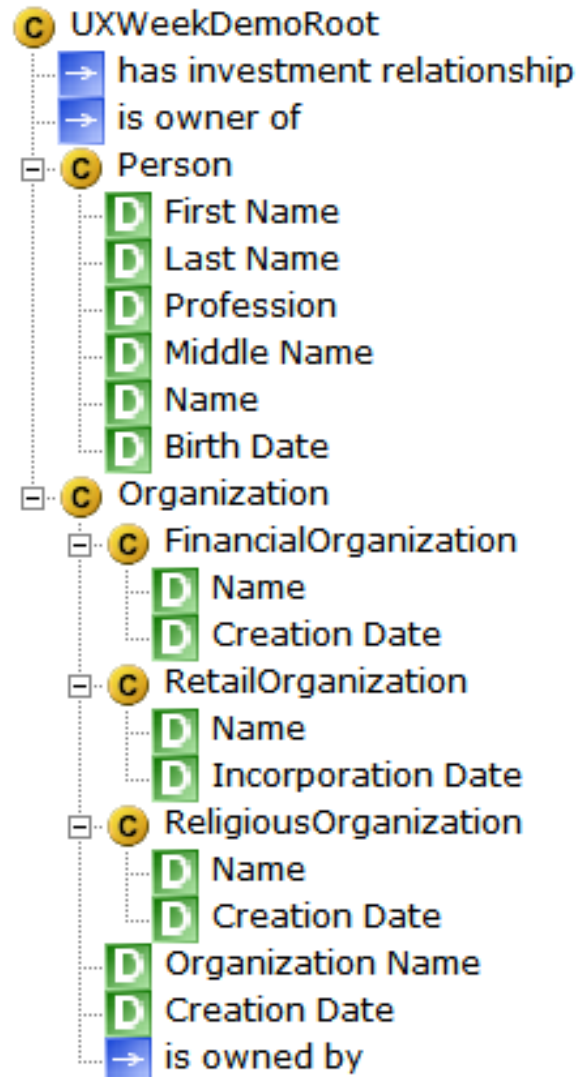 C UXWeekDemoRoot
has investment relationship
is owner of
C Person
D First Name
D Last Name
D Profession
D Middle Name
D Name
D Birth Date
C Organization
C FinancialOrganization
D Name
D Creation Date
C RetailOrganization
D Name
D Incorporation Date
C ReligiousOrganization
D Name
D Creation Date
D Organization Name
D Creation Date
is owned by